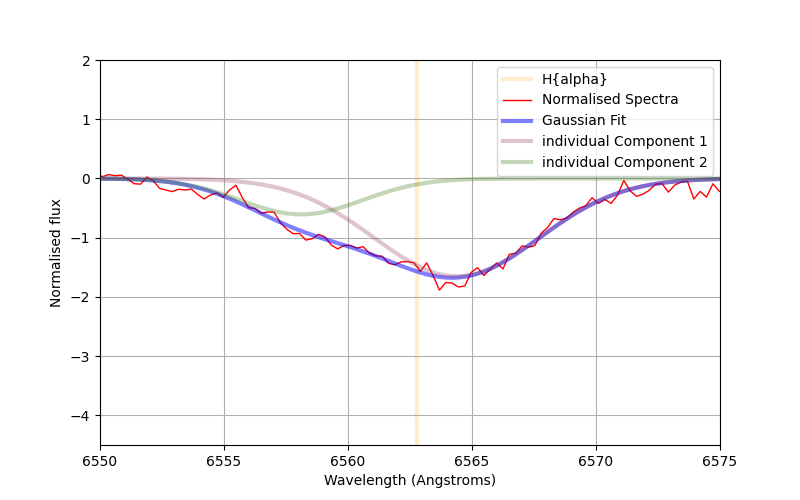 2
1
0
−1
−2
−3
−4
Normalised flux
H{alpha}
Normalised Spectra
Gaussian Fit
individual Component 1
individual Component 2
6550 6555 6560 6565 6570 6575
Wavelength (Angstroms)